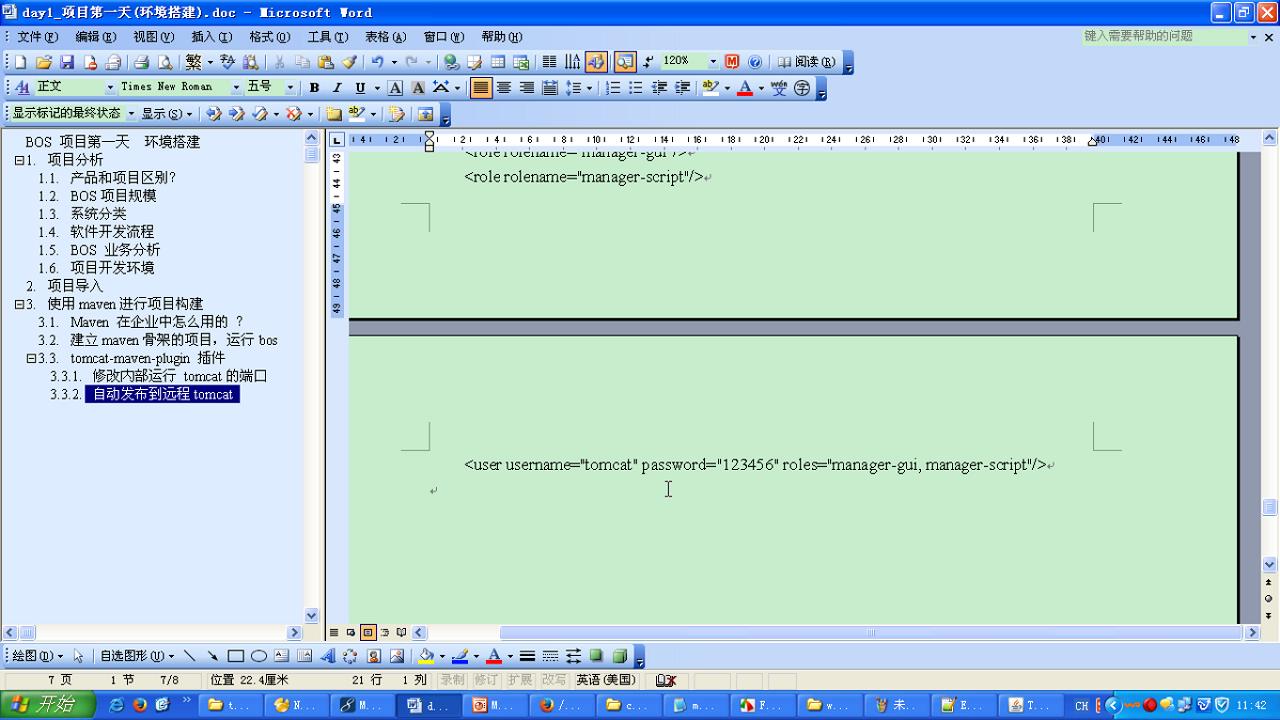 day1_项目第一天(环境搭建).doc - Microsoft Word
文件(F) 编辑(E) 视图(V) 插入(I) 格式(O) 工具(T) 表格(A) 窗口(W) 帮助(H) 键入需要帮助的问题
繁 120% 阅读(R)
正文 Times New Roman 五号 B I U A A A
显示标记的最终状态 显示(S)
BOS 项目第一天 环境搭建
1. 项目分析
1.1. 产品和项目区别?
1.2. BOS 项目规模
1.3. 系统分类
1.4. 软件开发流程
1.5. BOS 业务分析
1.6. 项目开发环境
2. 项目导入
3. 使用 maven 进行项目构建
3.1. Maven 在企业中怎么用的 ?
3.2. 建立 maven 骨架的项目，运行 bos
3.3. tomcat-maven-plugin 插件
3.3.1. 修改内部运行 tomcat 的端口
3.3.2. 自动发布到远程 tomcat
<role rolename="manager-gui"/>
<role rolename="manager-script"/>
<user username="tomcat" password="123456" roles="manager-gui, manager-script"/>
绘图(D) 自选图形(U)
7 页 1 节 7/8 位置 22.4厘米 21 行 1 列 录制 修订 扩展 改写 英语(美国)
开始 t... N... M... d... M... /... c... m... F... w... 未... E... T... CH 11:42